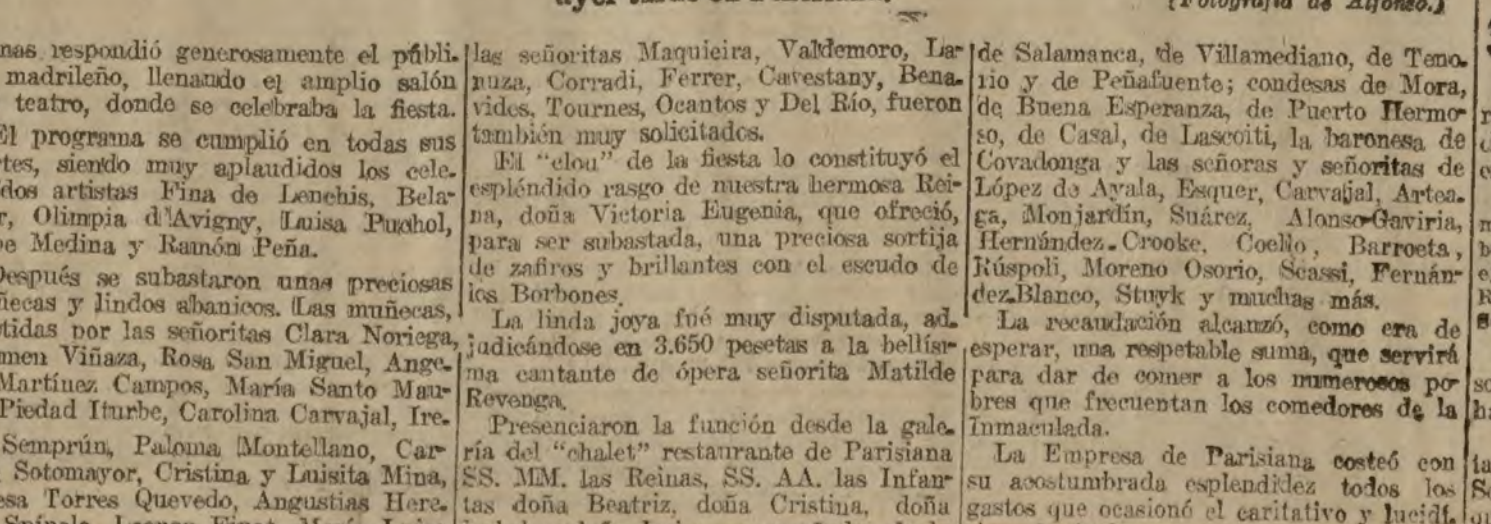 (Fotografía de Alfonso.)
nas respondió generosamente el públi-
madrileño, llenando el amplio salón
teatro, donde se celebraba la fiesta.
El programa se cumplió en todas sus
tes, siendo muy aplaudidos los cele-
dos artistas Fina de Lenchis, Bela-
r, Olimpia d'Avigny, Luisa Puchol,
e Medina y Ramón Peña.
Después se subastaron unas preciosas
ñecas y lindos abanicos. Las muñecas,
tidas por las señoritas Clara Noriega,
men Viñaza, Rosa San Miguel, Ange-
Martínez Campos, María Santo Mau-
Piedad Iturbe, Carolina Carvajal, Ire-
Semprún, Paloma Montellano, Car-
Sotomayor, Cristina y Luisita Mina,
esa Torres Quevedo, Angustias Here-
las señoritas Maquieira, Valdemoro, La-
nuza, Corradi, Ferrer, Cavestany, Bena-
vides, Tournes, Ocantos y Del Río, fueron
también muy solicitados.
El "clou" de la fiesta lo constituyó el
espléndido rasgo de nuestra hermosa Rei-
na, doña Victoria Eugenia, que ofreció,
para ser subastada, una preciosa sortija
de zafiros y brillantes con el escudo de
los Borbones.
La linda joya fué muy disputada, ad-
judicándose en 3.650 pesetas a la bellísi-
ma cantante de ópera señorita Matilde
Revenga.
Presenciaron la función desde la gale-
ría del "chalet" restaurante de Parisiana
SS. MM. las Reinas, SS. AA. las Infan-
tas doña Beatriz, doña Cristina, doña
de Salamanca, de Villamediano, de Teno-
rio y de Peñafuente; condesas de Mora,
de Buena Esperanza, de Puerto Hermo-
so, de Casal, de Lascoiti, la baronesa de
Covadonga y las señoras y señoritas de
López de Ayala, Esquer, Carvajal, Artea-
ga, Monjardín, Suárez, Alonso-Gaviria,
Hernández-Crooke, Coello, Barroeta,
Rúspoli, Moreno Osorio, Scassi, Fernán-
dez-Blanco, Stuyk y muchas más.
La recaudación alcanzó, como era de
esperar, una respetable suma, que servirá
para dar de comer a los numerosos po-
bres que frecuentan los comedores de la
Inmaculada.
La Empresa de Parisiana costeó con
su acostumbrada esplendidez todos los
gastos que ocasionó el caritativo y lucidí-